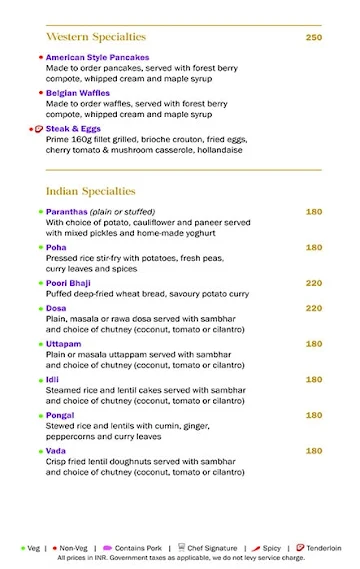 Western Specialties 250
American Style Pancakes
Made to order pancakes, served with forest berry
compote, whipped cream and maple syrup
Belgian Waffles
Made to order waffles, served with forest berry
compote, whipped cream and maple syrup
Steak & Eggs
Prime 160g fillet grilled, brioche crouton, fried eggs,
cherry tomato & mushroom casserole, hollandaise
Indian Specialties
Paranthas (plain or stuffed) 180
With choice of potato, cauliflower and paneer served
with mixed pickles and home-made yoghurt
Poha 180
Pressed rice stir-fry with potatoes, fresh peas,
curry leaves and spices
Poori Bhaji 220
Puffed deep-fried wheat bread, savoury potato curry
Dosa 220
Plain, masala or rawa dosa served with sambhar
and choice of chutney (coconut, tomato or cilantro)
Uttapam 180
Plain or masala uttappam served with sambhar
and choice of chutney (coconut, tomato or cilantro)
Idli 180
Steamed rice and lentil cakes served with sambhar
and choice of chutney (coconut, tomato or cilantro)
Pongal 180
Stewed rice and lentils with cumin, ginger,
peppercorns and curry leaves
Vada 180
Crisp fried lentil doughnuts served with sambhar
and choice of chutney (coconut, tomato or cilantro)
Veg | Non-Veg | Contains Pork | Chef Signature | Spicy | Tenderloin
All prices in INR. Government taxes as applicable, we do not levy service charge.